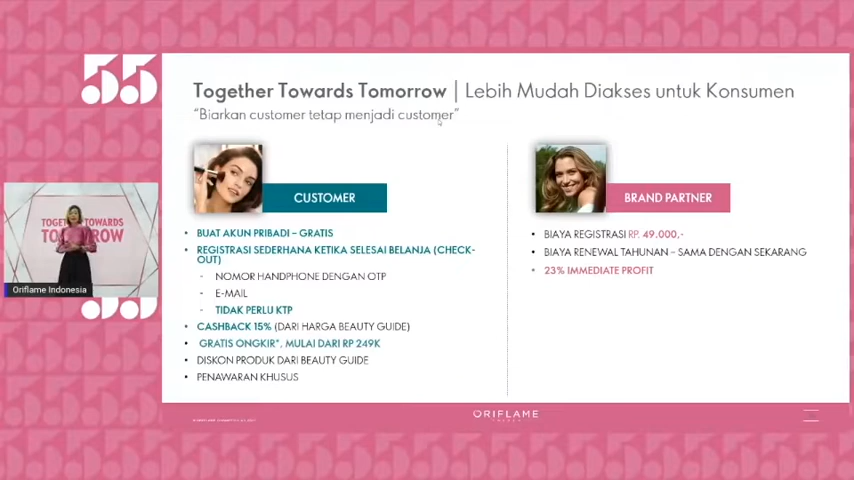 55
Together Towards Tomorrow | Lebih Mudah Diakses untuk Konsumen
"Biarkan customer tetap menjadi customer"
CUSTOMER
BUAT AKUN PRIBADI – GRATIS
REGISTRASI SEDERHANA KETIKA SELESAI BELANJA (CHECK-
OUT)
- NOMOR HANDPHONE DENGAN OTP
- E-MAIL
- TIDAK PERLU KTP
CASHBACK 15% (DARI HARGA BEAUTY GUIDE)
GRATIS ONGKIR*, MULAI DARI RP 249K
DISKON PRODUK DARI BEAUTY GUIDE
PENAWARAN KHUSUS
BRAND PARTNER
BIAYA REGISTRASI RP. 49.000,-
BIAYA RENEWAL TAHUNAN – SAMA DENGAN SEKARANG
23% IMMEDIATE PROFIT
TOGETHER TOWARDS
TOMORROW
Oriflame Indonesia
ORIFLAME
SWEDEN